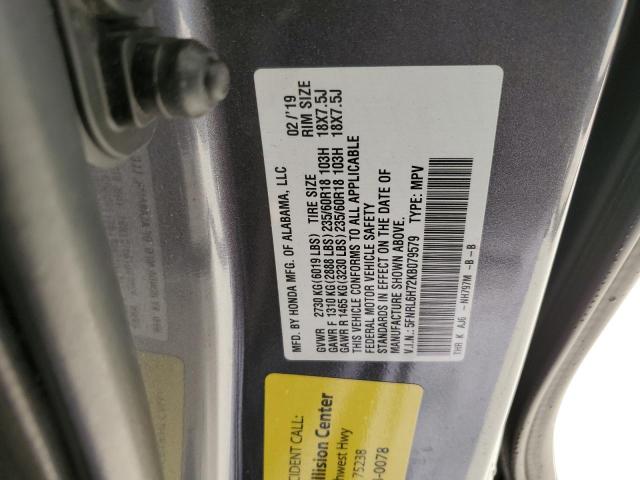 MFD. BY HONDA MFG. OF ALABAMA, LLC 02/'19
GVWR 2730 KG(6019 LBS) TIRE SIZE RIM SIZE
GAWR F 1310 KG(2888 LBS)235/60R18 103H 18X7.5J
GAWR R 1465 KG(3230 LBS)235/60R18 103H 18X7.5J
THIS VEHICLE CONFORMS TO ALL APPLICABLE
FEDERAL MOTOR VEHICLE SAFETY
STANDARDS IN EFFECT ON THE DATE OF
MANUFACTURE SHOWN ABOVE.
V.I.N.:5FNRL6H72KB079579 TYPE: MPV
THR K AJ6 -NH797M -B -B
CIDENT CALL:
llision Center
hwest Hwy
75238
-0078